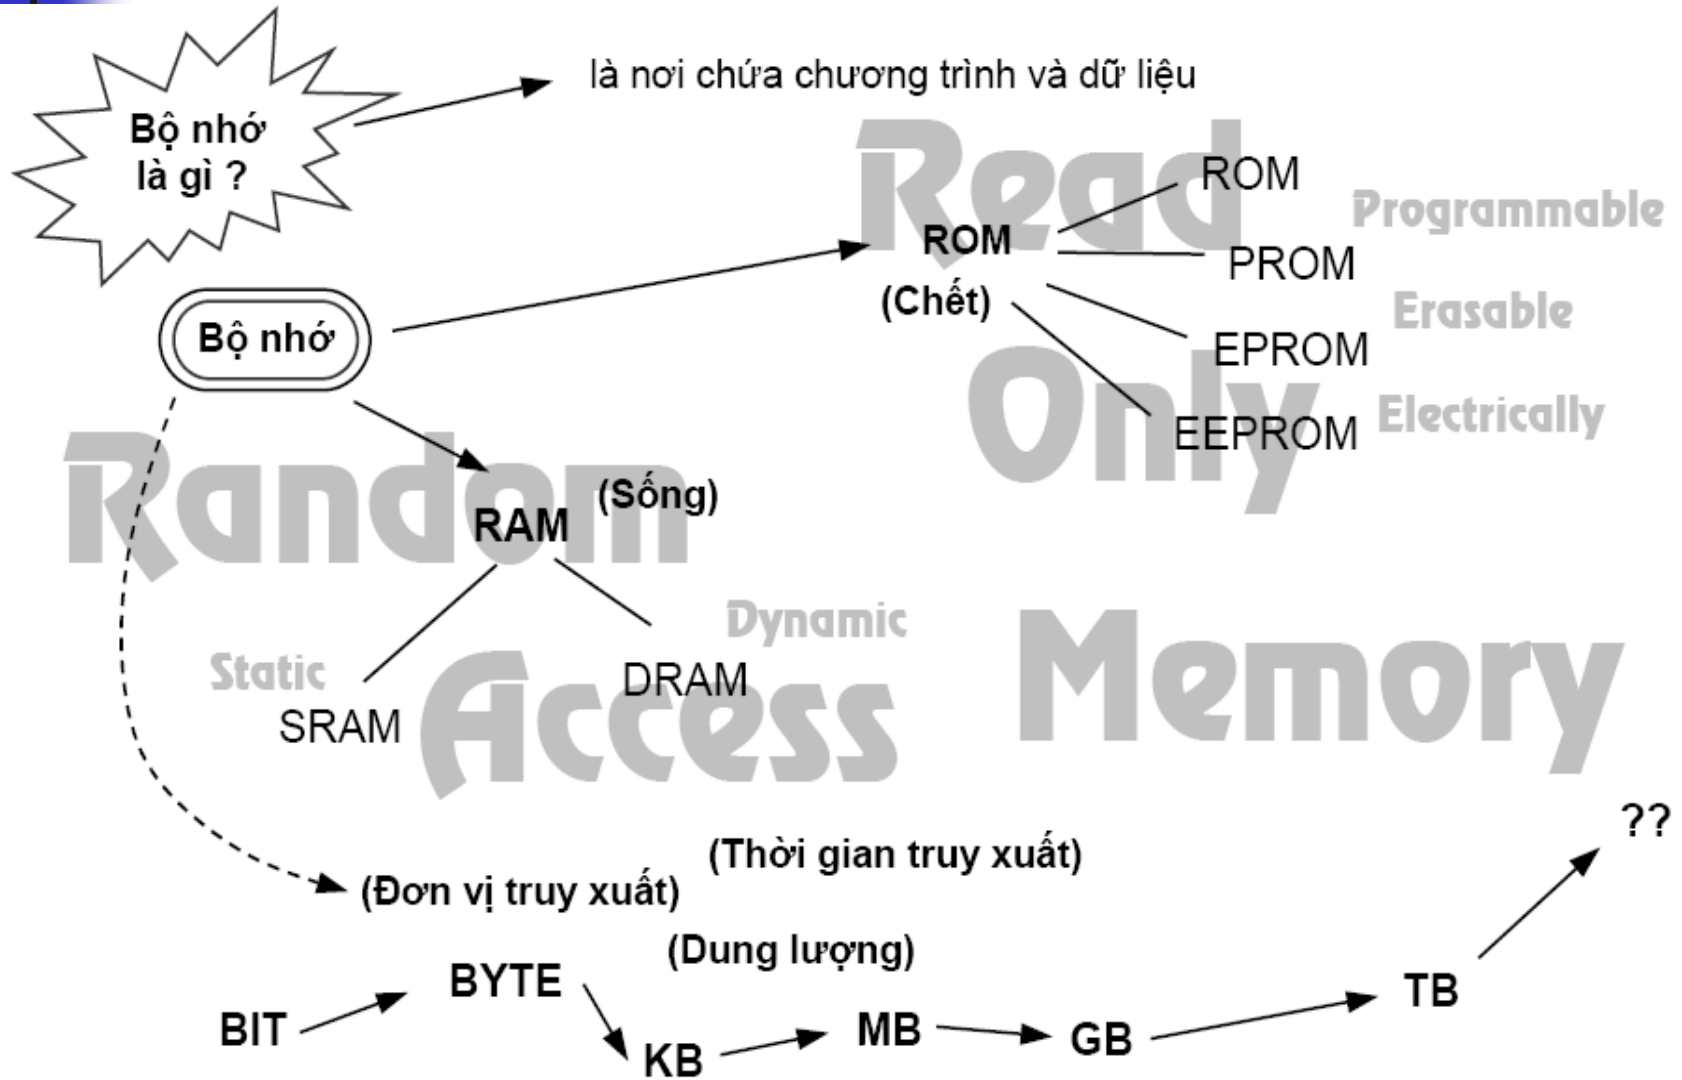 Bộ nhớ
là gì ?
là nơi chứa chương trình và dữ liệu
Bộ nhớ
Read
Only
Memory
ROM
(Chết)
ROM
Programmable
PROM
Erasable
EPROM
Electrically
EEPROM
Random
Access
(Sống)
RAM
Static
SRAM
Dynamic
DRAM
(Thời gian truy xuất)
(Đơn vị truy xuất)
(Dung lượng)
BIT
BYTE
KB
MB
GB
TB
??